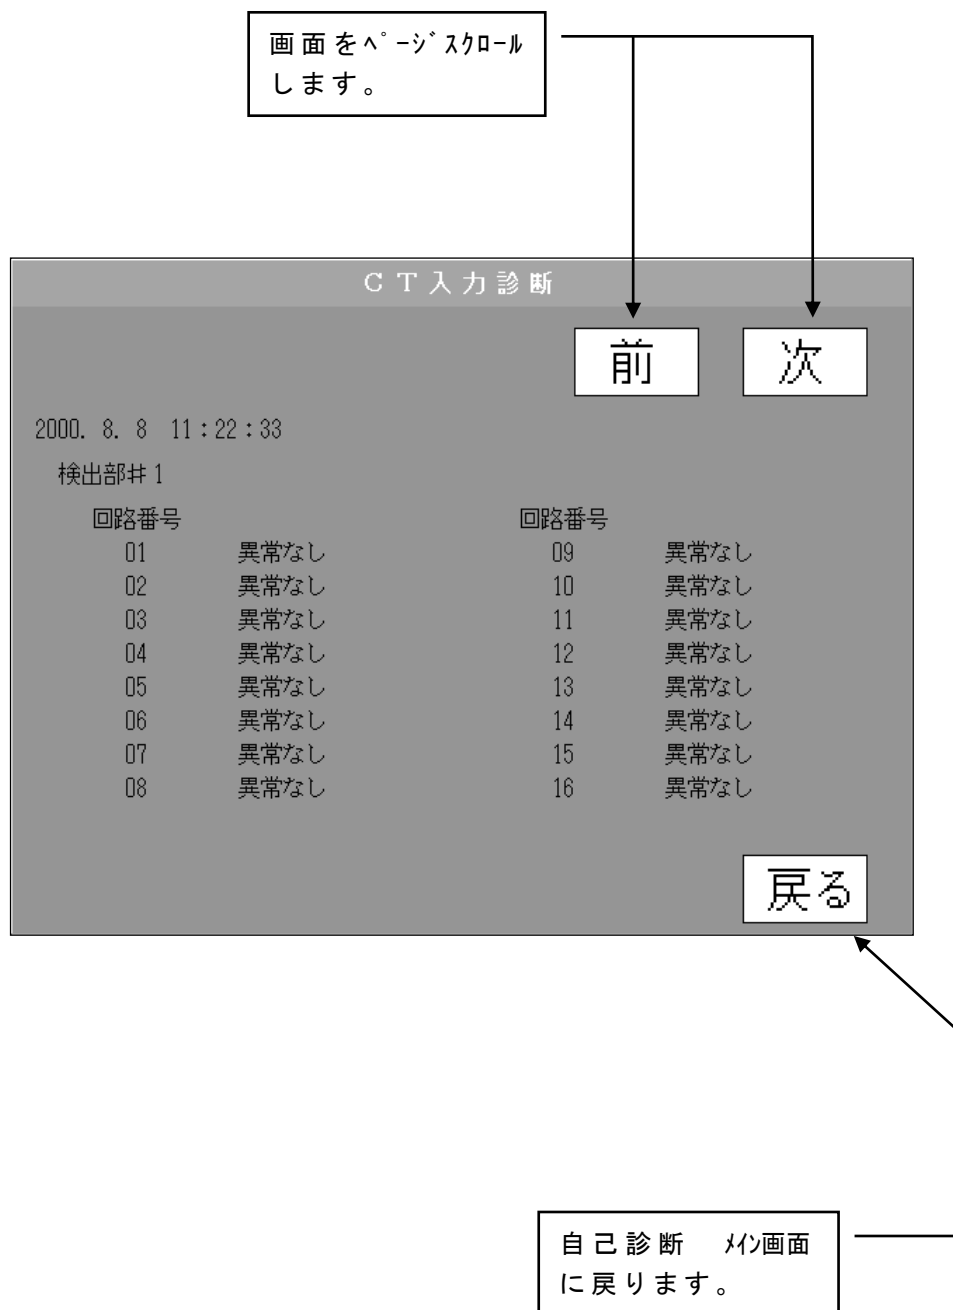 画面をﾍﾟｰｼﾞｽｸﾛｰﾙ
します。
ＣＴ入力診断
前 次
2000. 8. 8 11：22：33
検出部＃１
回路番号 回路番号
01 異常なし 09 異常なし
02 異常なし 10 異常なし
03 異常なし 11 異常なし
04 異常なし 12 異常なし
05 異常なし 13 異常なし
06 異常なし 14 異常なし
07 異常なし 15 異常なし
08 異常なし 16 異常なし
戻る
自己診断　ﾒｲﾝ画面
に戻ります。